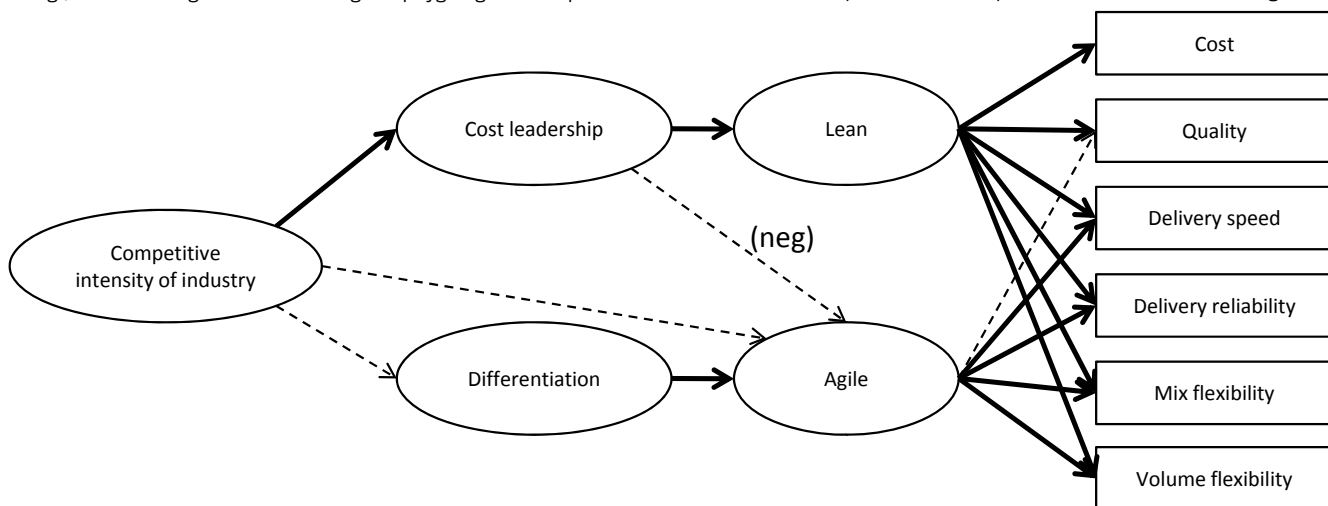 Cost
Cost leadership
Lean
Quality
Delivery speed
(neg)
Competitive
intensity of industry
Delivery reliability
Differentiation
Agile
Mix flexibility
Volume flexibility